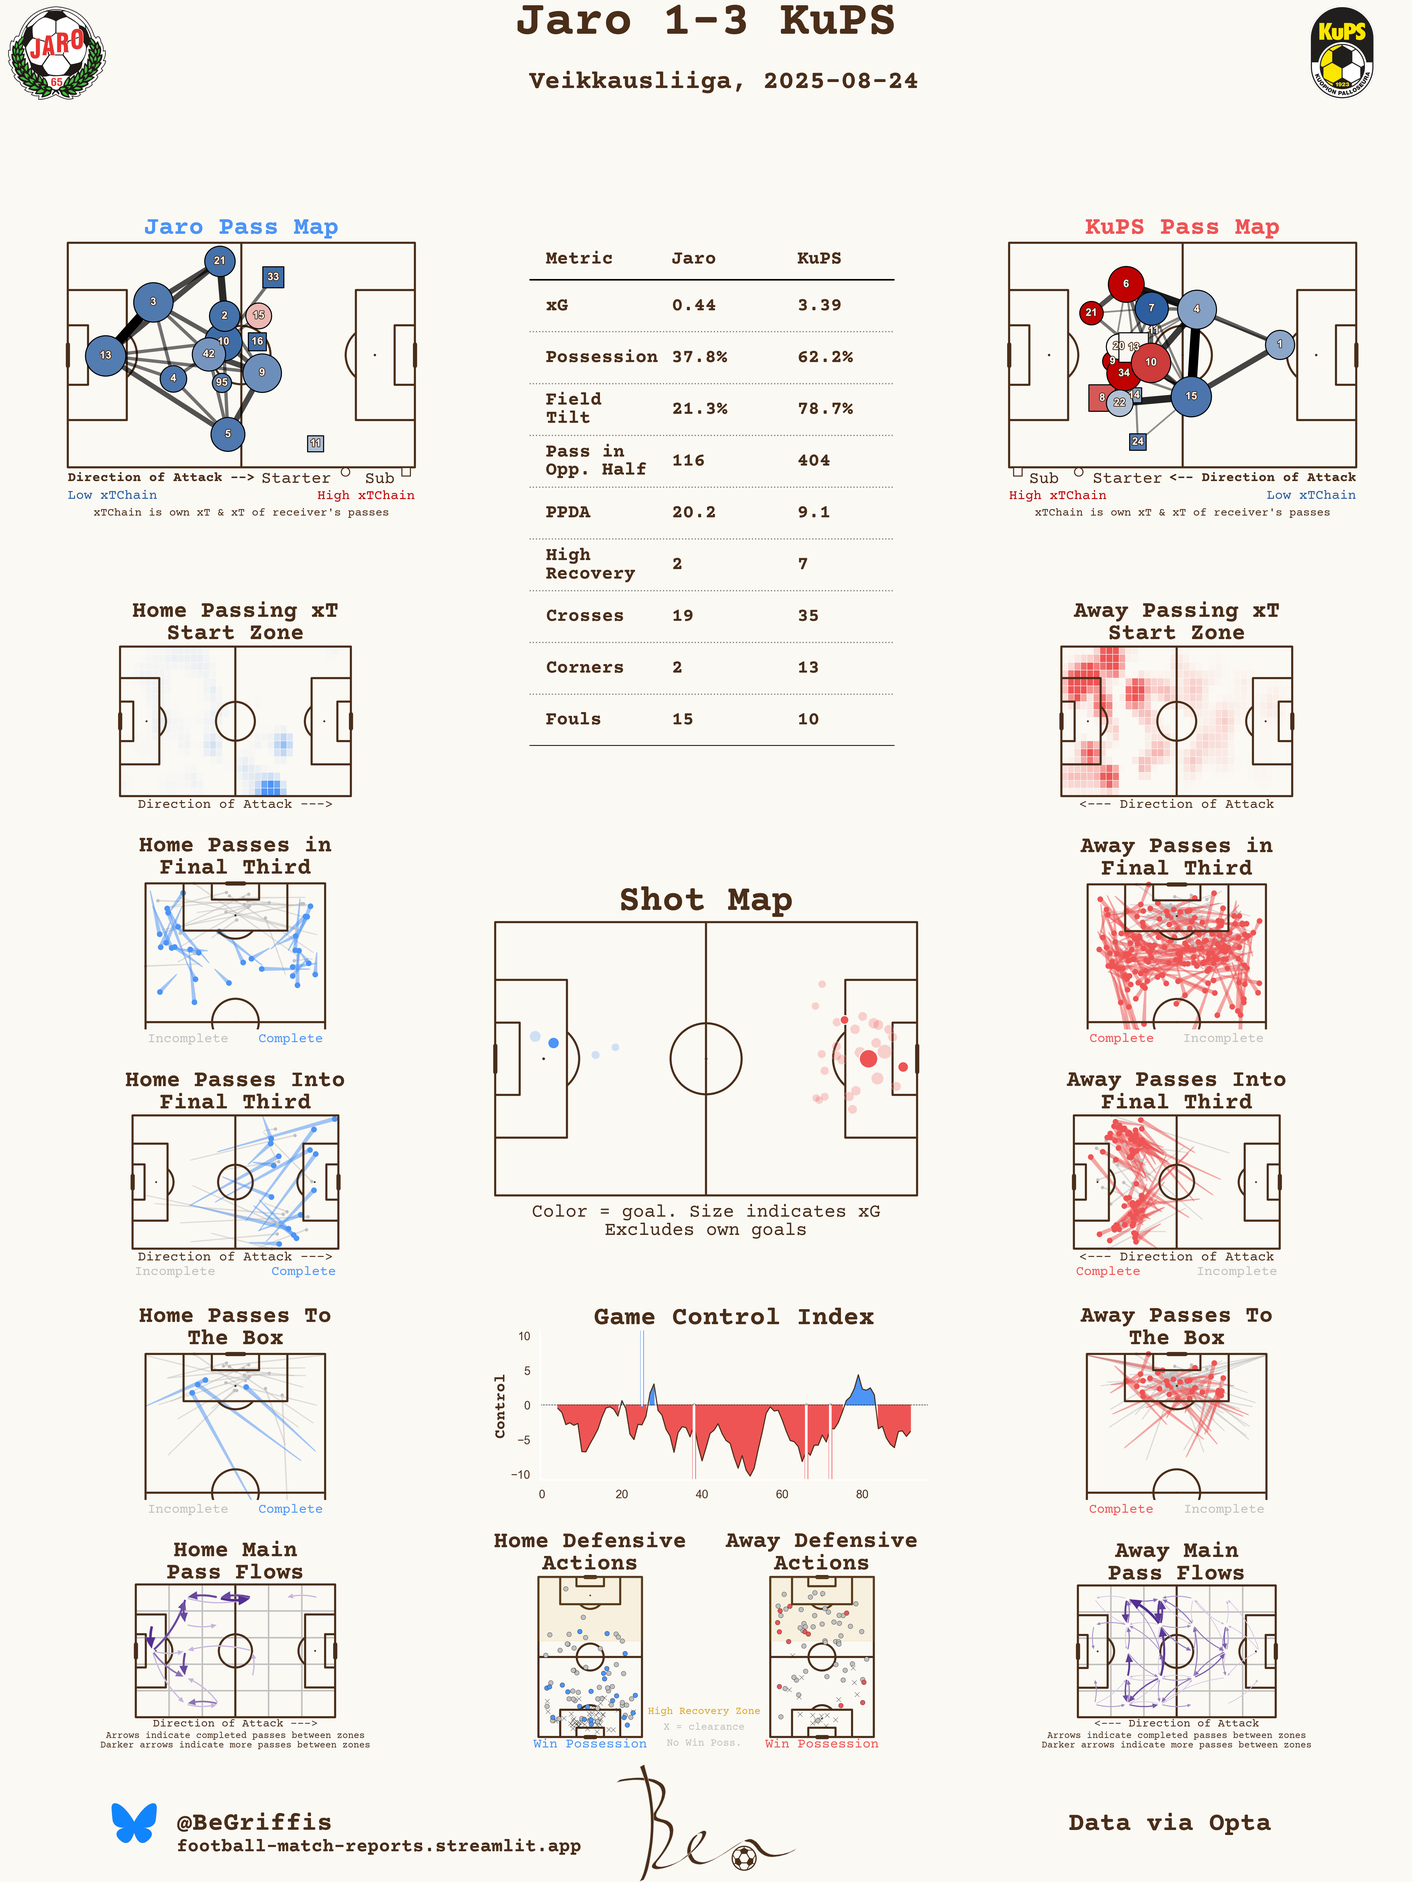 Jaro 1-3 KuPS
Veikkausliiga, 2025-08-24
JARO
65
KuPS
1923
KUOPION PALLOSEURA
Jaro Pass Map
21
33
3
2
15
10
16
13
42
4
95
9
5
11
Direction of Attack --> Starter Sub
Low xTChain High xTChain
xTChain is own xT & xT of receiver's passes
Metric Jaro KuPS
xG 0.44 3.39
Possession 37.8% 62.2%
Field
Tilt 21.3% 78.7%
Pass in
Opp. Half 116 404
PPDA 20.2 9.1
High
Recovery 2 7
Crosses 19 35
Corners 2 13
Fouls 15 10
KuPS Pass Map
6
21
7
4
11
20
13
1
9
10
34
8
14
22
15
24
Sub Starter <-- Direction of Attack
High xTChain Low xTChain
xTChain is own xT & xT of receiver's passes
Home Passing xT
Start Zone
Direction of Attack --->
Away Passing xT
Start Zone
<--- Direction of Attack
Home Passes in
Final Third
Incomplete Complete
Shot Map
Color = goal. Size indicates xG
Excludes own goals
Away Passes in
Final Third
Complete Incomplete
Home Passes Into
Final Third
Direction of Attack --->
Incomplete Complete
Away Passes Into
Final Third
<--- Direction of Attack
Complete Incomplete
Home Passes To
The Box
Incomplete Complete
Game Control Index
Control
10
5
0
−5
−10
0 20 40 60 80
Away Passes To
The Box
Complete Incomplete
Home Main
Pass Flows
Direction of Attack --->
Arrows indicate completed passes between zones
Darker arrows indicate more passes between zones
Home Defensive
Actions
Win Possession
Away Defensive
Actions
Win Possession
High Recovery Zone
X = clearance
No Win Poss.
Away Main
Pass Flows
<--- Direction of Attack
Arrows indicate completed passes between zones
Darker arrows indicate more passes between zones
@BeGriffis
football-match-reports.streamlit.app
Ben
Data via Opta